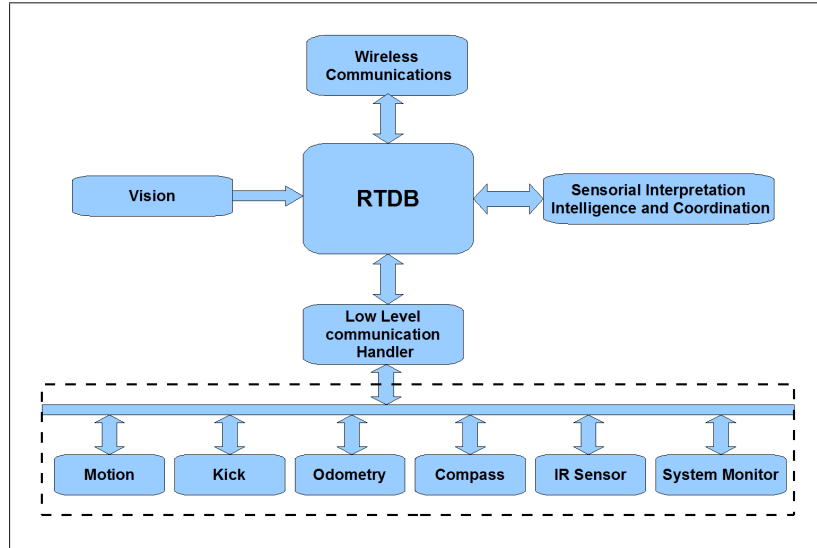 Wireless
Communications
Vision
RTDB
Sensorial Interpretation
Intelligence and Coordination
Low Level
communication
Handler
Motion
Kick
Odometry
Compass
IR Sensor
System Monitor